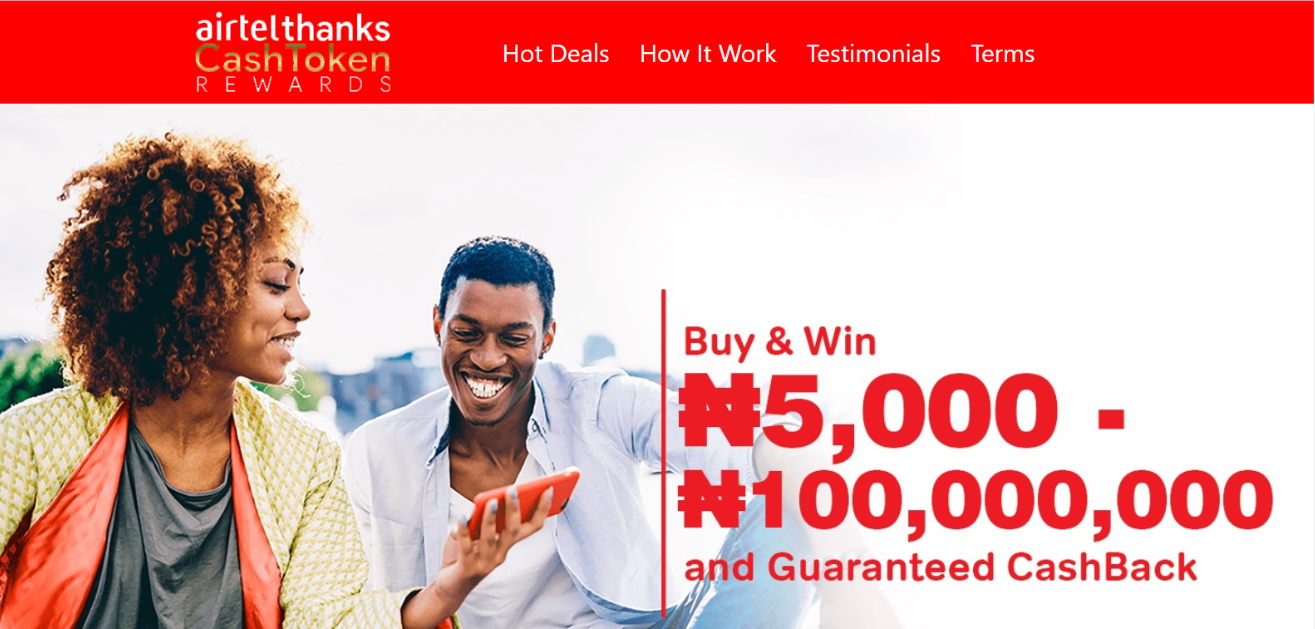 airtelthanks
CashToken
REWARDS
Hot Deals How It Work Testimonials Terms
Buy & Win
₦5,000 -
₦100,000,000
and Guaranteed CashBack